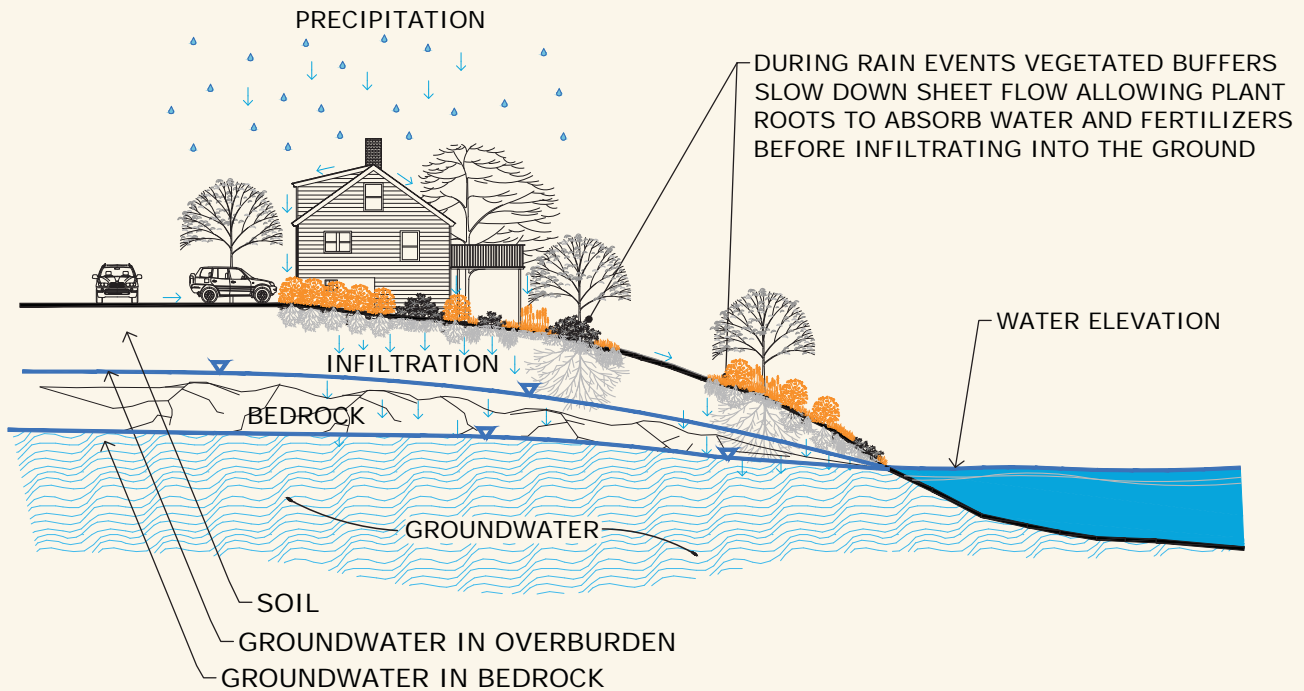 PRECIPITATION
DURING RAIN EVENTS VEGETATED BUFFERS
SLOW DOWN SHEET FLOW ALLOWING PLANT
ROOTS TO ABSORB WATER AND FERTILIZERS
BEFORE INFILTRATING INTO THE GROUND
WATER ELEVATION
INFILTRATION
BEDROCK
GROUNDWATER
SOIL
GROUNDWATER IN OVERBURDEN
GROUNDWATER IN BEDROCK